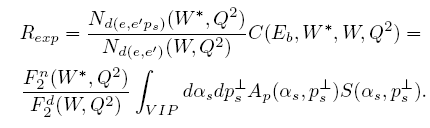 R_{exp} = \frac{N_{d(e,e'p_s)}(W^*, Q^2)}{N_{d(e,e')}(W, Q^2)} C(E_b, W^*, W, Q^2) =
\frac{F_2^n(W^*, Q^2)}{F_2^d(W, Q^2)} \int_{VIP} d\alpha_s dp_s^{\perp} A_p(\alpha_s, p_s^{\perp}) S(\alpha_s, p_s^{\perp}).